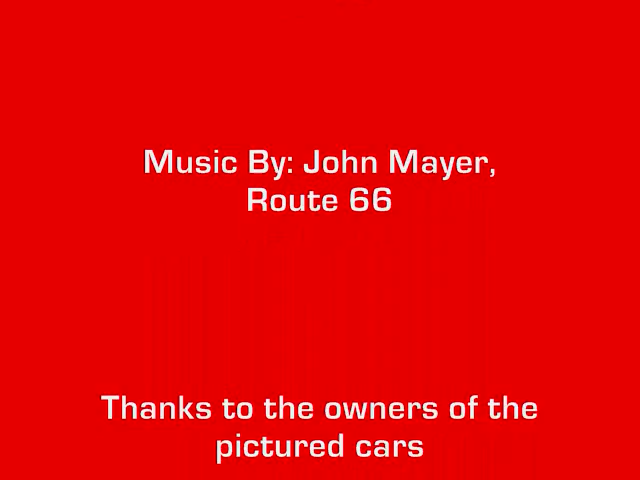 Music By: John Mayer,
Route 66
Thanks to the owners of the
pictured cars